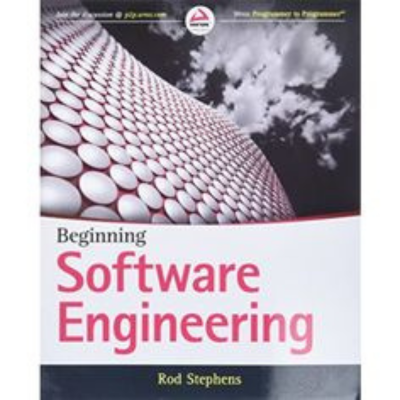 Join the discussion @ p2p.wrox.com
Wrox Programmer to Programmer™
Beginning
Software
Engineering
Rod Stephens